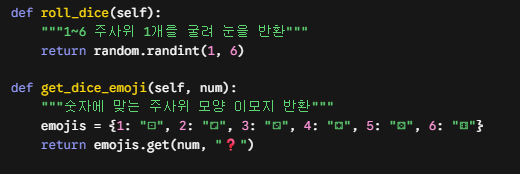 def roll_dice(self):
    """1~6 주사위 1개를 굴려 눈을 반환"""
    return random.randint(1, 6)

def get_dice_emoji(self, num):
    """숫자에 맞는 주사위 모양 이모지 반환"""
    emojis = {1: "⚀", 2: "⚁", 3: "⚂", 4: "⚃", 5: "⚄", 6: "⚅"}
    return emojis.get(num, "❓")